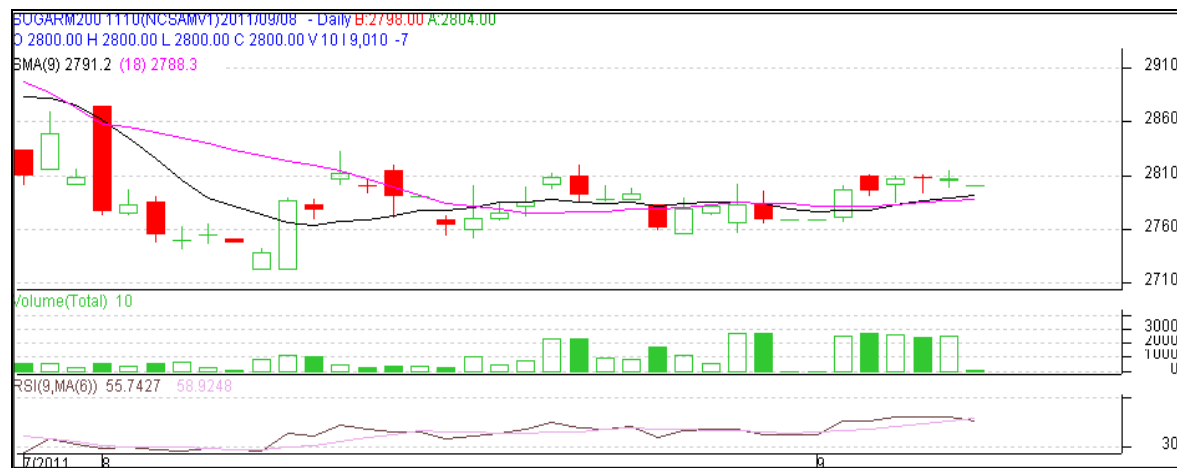 SUGARM200 1110(NCSAMV1)2011/09/08 - Daily B:2798.00 A:2804.00
O 2800.00 H 2800.00 L 2800.00 C 2800.00 V 10 I 9,010 -7
SMA(9) 2791.2 (18) 2788.3
2910
2860
2810
2760
2710
Volume(Total) 10
3000
2000
1000
0
RSI(9,MA(6)) 55.7427 58.9248
30
7/2011 8 9